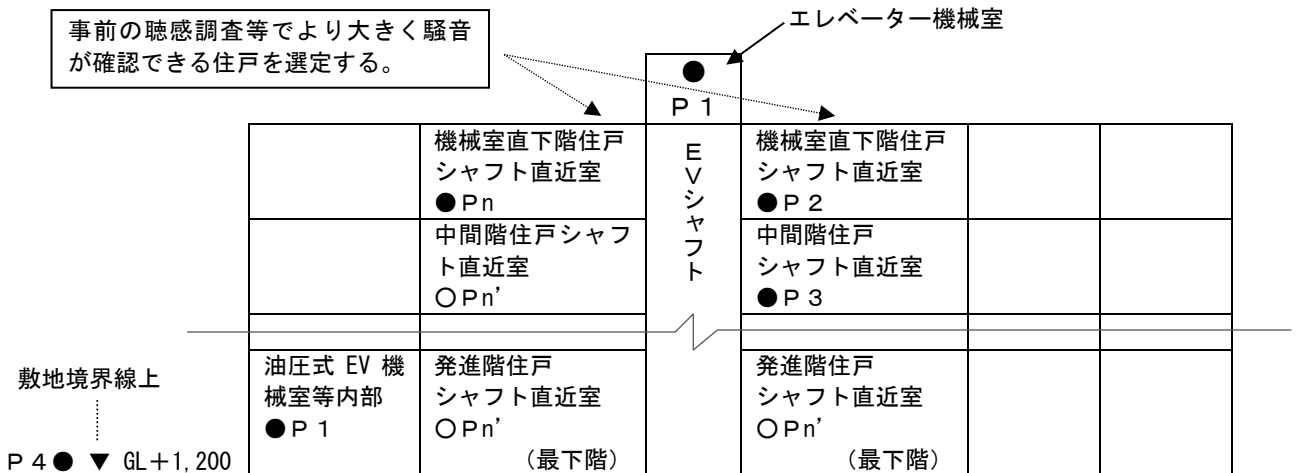 事前の聴感調査等でより大きく騒音
が確認できる住戸を選定する。
エレベーター機械室
●
P 1
EVシャフト
機械室直下階住戸
シャフト直近室
●Pn
機械室直下階住戸
シャフト直近室
●P2
中間階住戸シャフ
ト直近室
○Pn’
中間階住戸
シャフト直近室
●P3
敷地境界線上
P4● ▼ GL+1,200
油圧式 EV 機
械室等内部
●P1
発進階住戸
シャフト直近室
○Pn’
(最下階)
発進階住戸
シャフト直近室
○Pn’
(最下階)